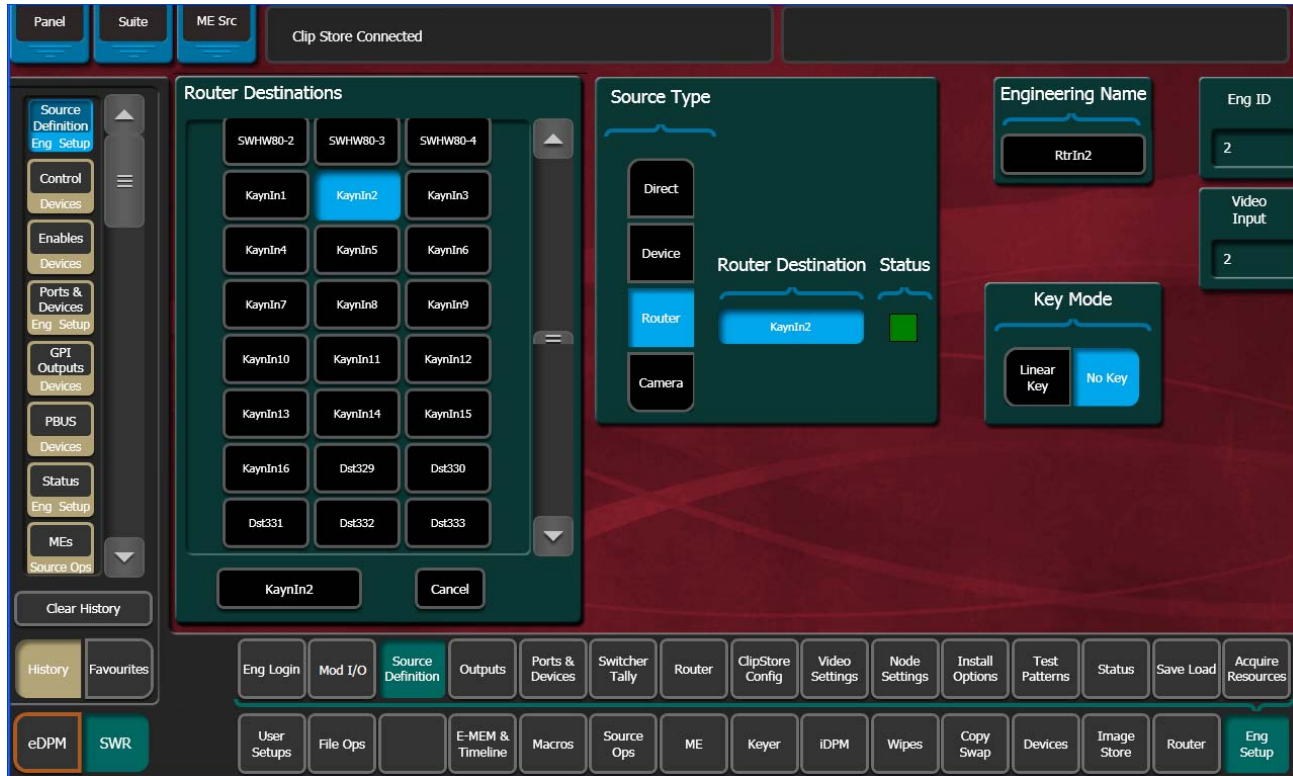 Panel
Suite
ME Src
Clip Store Connected
Source
Definition
Eng Setup
Control
Devices
Enables
Devices
Ports &
Devices
Eng Setup
GPI
Outputs
Devices
PBUS
Devices
Status
Eng Setup
MEs
Source Ops
Clear History
History
Favourites
eDPM
SWR
Router Destinations
SWHW80-2
SWHW80-3
SWHW80-4
KaynIn1
KaynIn2
KaynIn3
KaynIn4
KaynIn5
KaynIn6
KaynIn7
KaynIn8
KaynIn9
KaynIn10
KaynIn11
KaynIn12
KaynIn13
KaynIn14
KaynIn15
KaynIn16
Dst329
Dst330
Dst331
Dst332
Dst333
KaynIn2
Cancel
Source Type
Direct
Device
Router
Camera
Router Destination
KaynIn2
Status
Engineering Name
RtrIn2
Eng ID
2
Video
Input
2
Key Mode
Linear
Key
No Key
Eng Login
Mod I/O
Source
Definition
Outputs
Ports &
Devices
Switcher
Tally
Router
ClipStore
Config
Video
Settings
Node
Settings
Install
Options
Test
Patterns
Status
Save Load
Acquire
Resources
User
Setups
File Ops
E-MEM &
Timeline
Macros
Source
Ops
ME
Keyer
iDPM
Wipes
Copy
Swap
Devices
Image
Store
Router
Eng
Setup